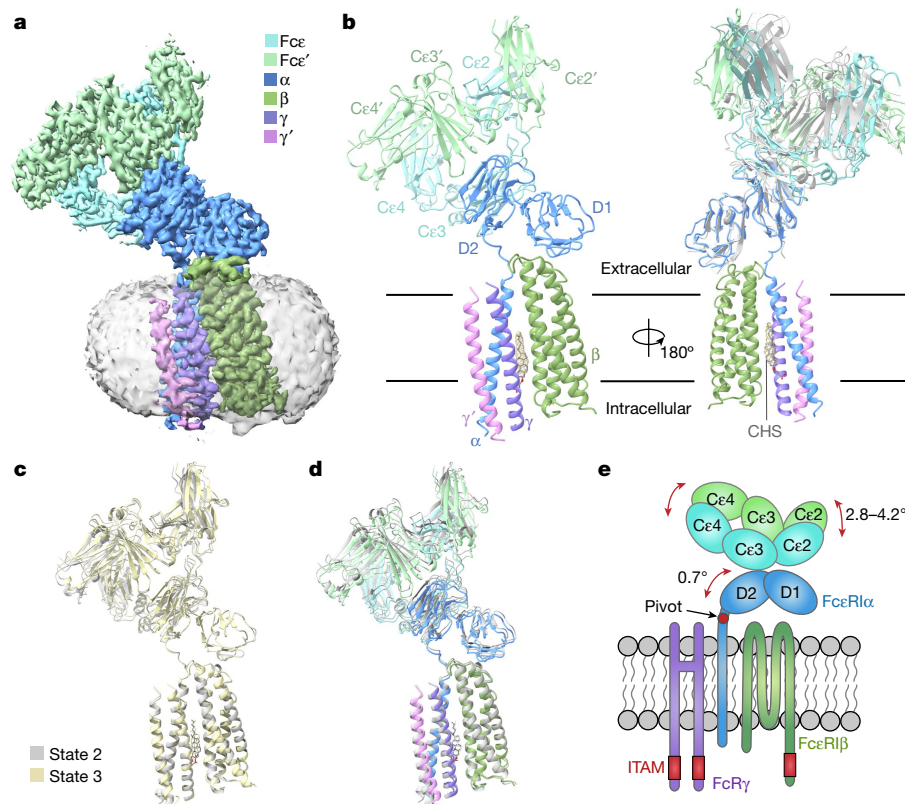 a
Fcε
Fcε′
α
β
γ
γ′
b
Cε3′
Cε2
Cε2′
Cε4′
Cε4
Cε3
D1
D2
Extracellular
180º
β
Intracellular
γ′
α
γ
CHS
c
State 2
State 3
d
e
Cε4
Cε3
Cε2
2.8–4.2°
Cε4
Cε3
Cε2
0.7°
D2
D1
FcεRIα
Pivot
FcεRIβ
ITAM
FcRγ